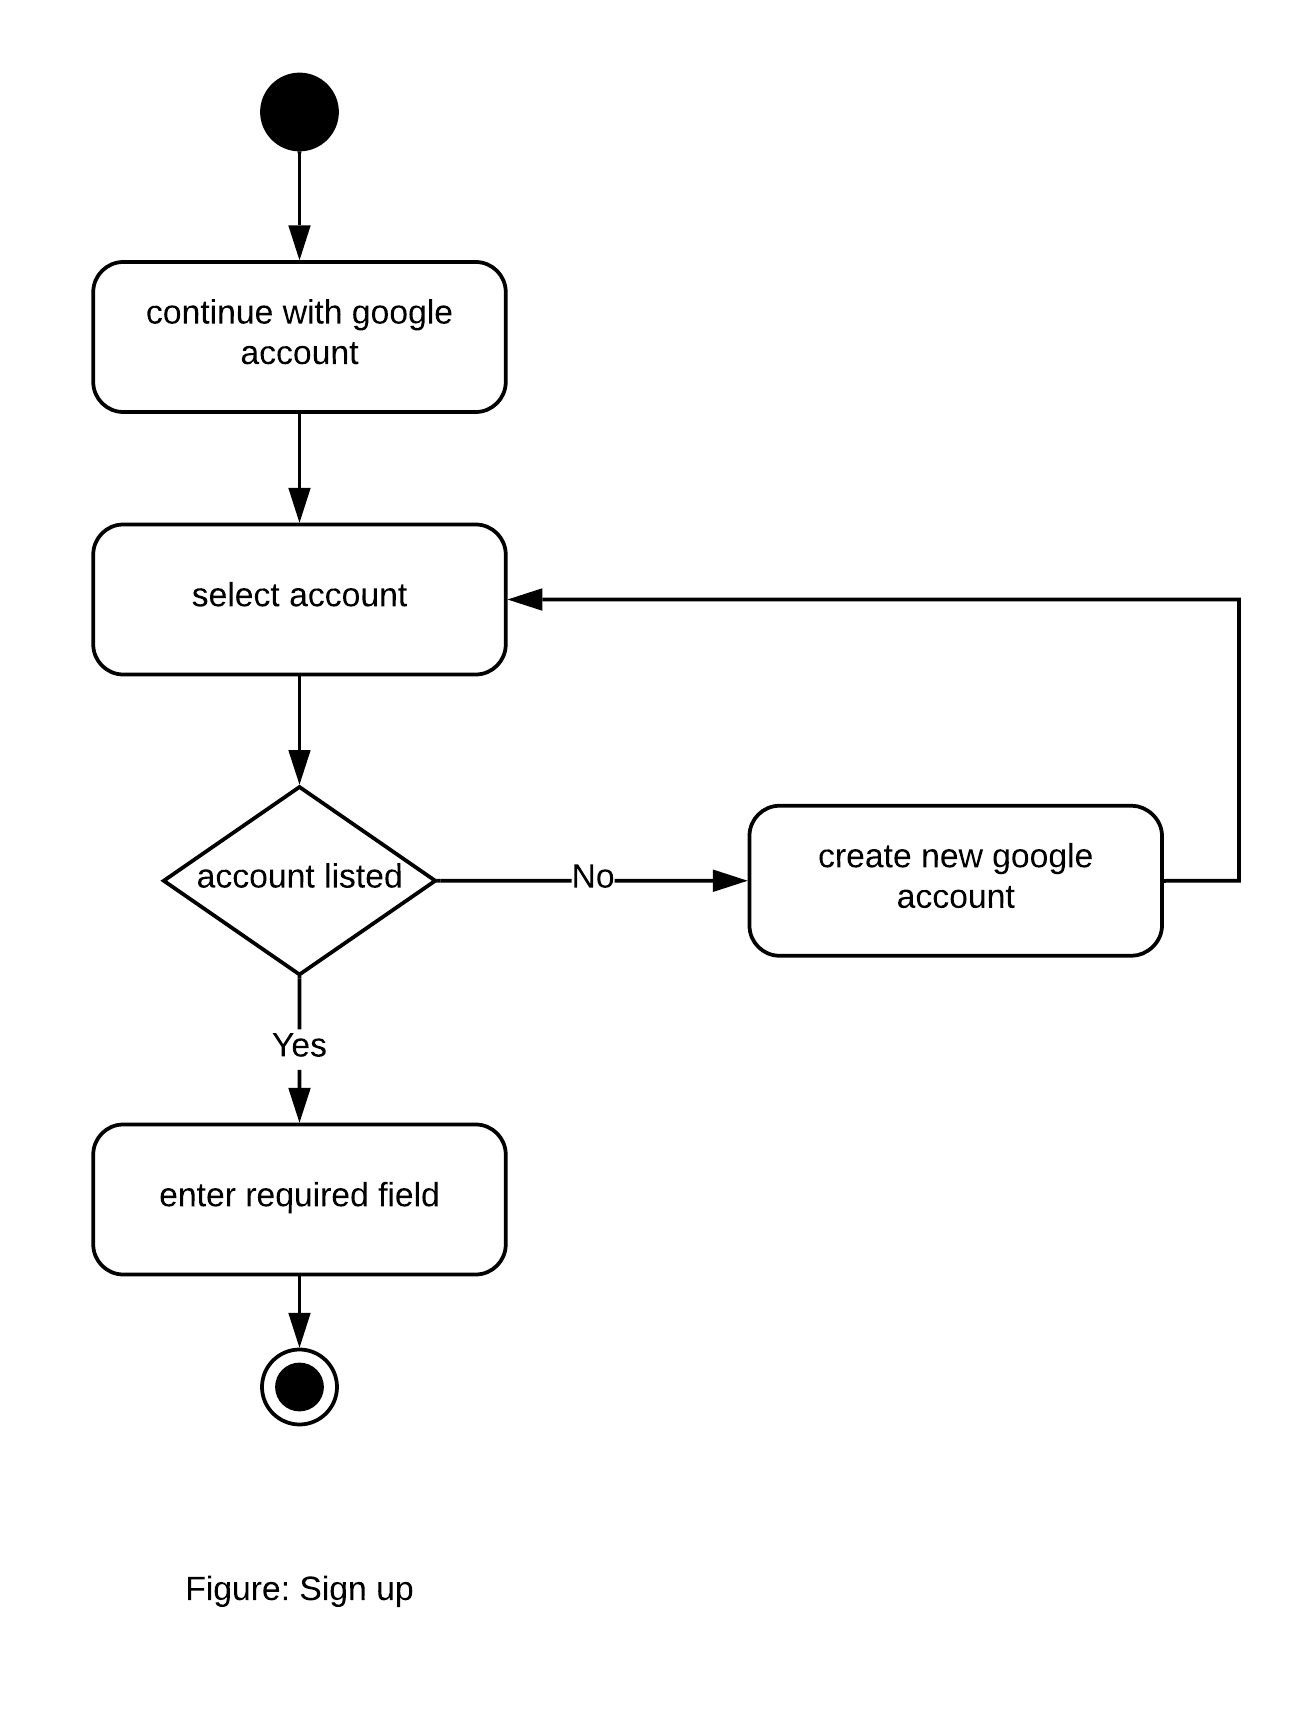 continue with google
account
select account
account listed
No
create new google
account
Yes
enter required field
Figure: Sign up